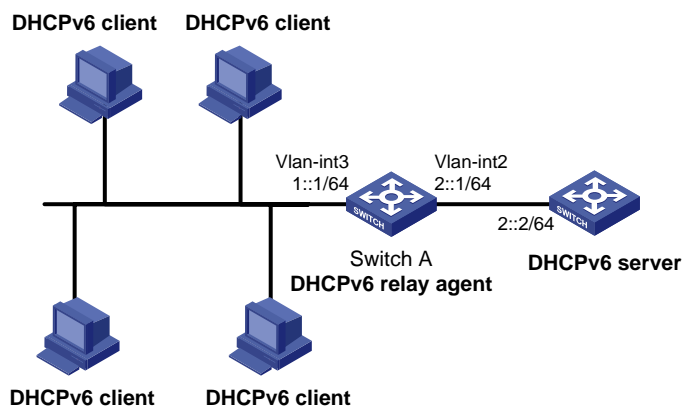 DHCPv6 client
DHCPv6 client
Vlan-int3
1::1/64
Vlan-int2
2::1/64
SWITCH
SWITCH
2::2/64
Switch A
DHCPv6 relay agent
DHCPv6 server
DHCPv6 client
DHCPv6 client